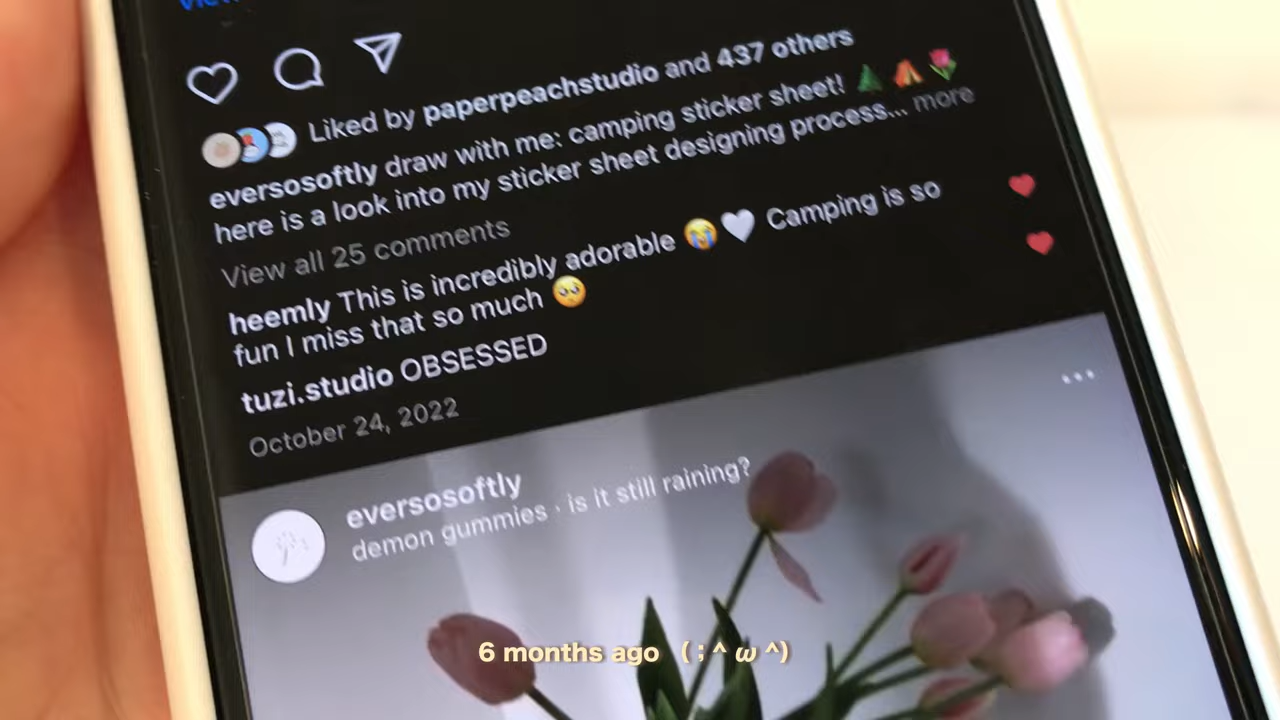 Liked by paperpeachstudio and 437 others
eversosoftly draw with me: camping sticker sheet! 🌲 ⛺ 🌷
here is a look into my sticker sheet designing process... more
View all 25 comments
heemly This is incredibly adorable 😭🤍 Camping is so
fun I miss that so much 🥺
tuzi.studio OBSESSED
October 24, 2022
eversosoftly
demon gummies · is it still raining?
6 months ago ( ; ^ ω ^)